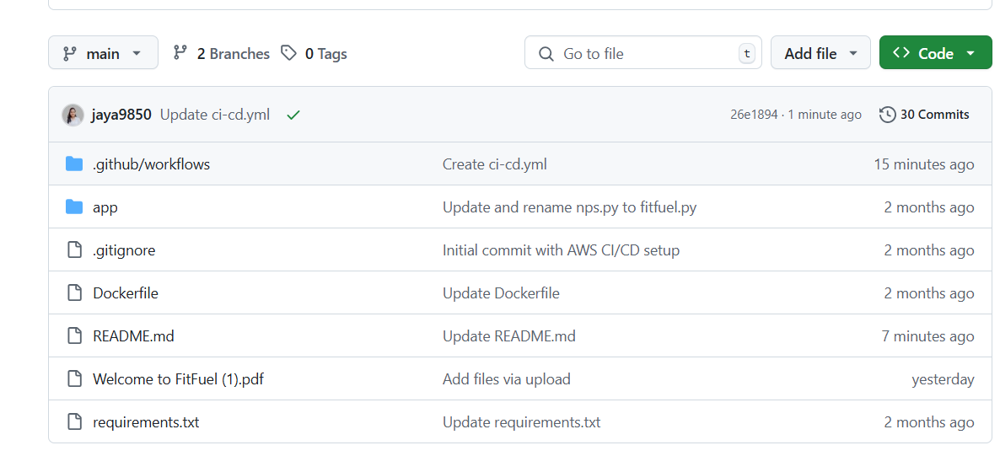 main 2 Branches 0 Tags Go to file t Add file Code
jaya9850 Update ci-cd.yml 26e1894 · 1 minute ago 30 Commits
.github/workflows Create ci-cd.yml 15 minutes ago
app Update and rename nps.py to fitfuel.py 2 months ago
.gitignore Initial commit with AWS CI/CD setup 2 months ago
Dockerfile Update Dockerfile 2 months ago
README.md Update README.md 7 minutes ago
Welcome to FitFuel (1).pdf Add files via upload yesterday
requirements.txt Update requirements.txt 2 months ago